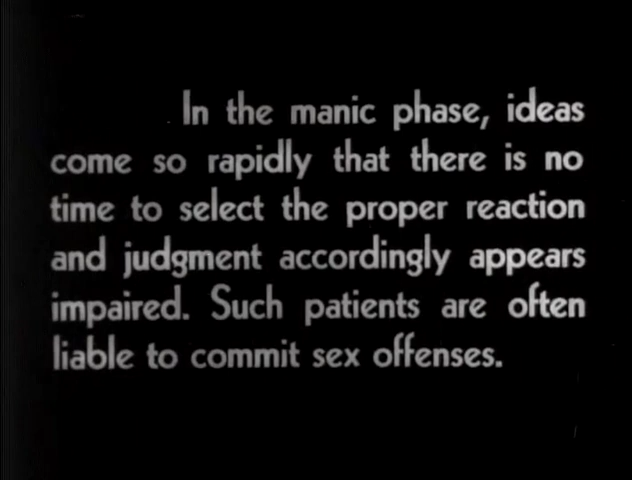 In the manic phase, ideas
come so rapidly that there is no
time to select the proper reaction
and judgment accordingly appears
impaired. Such patients are often
liable to commit sex offenses.